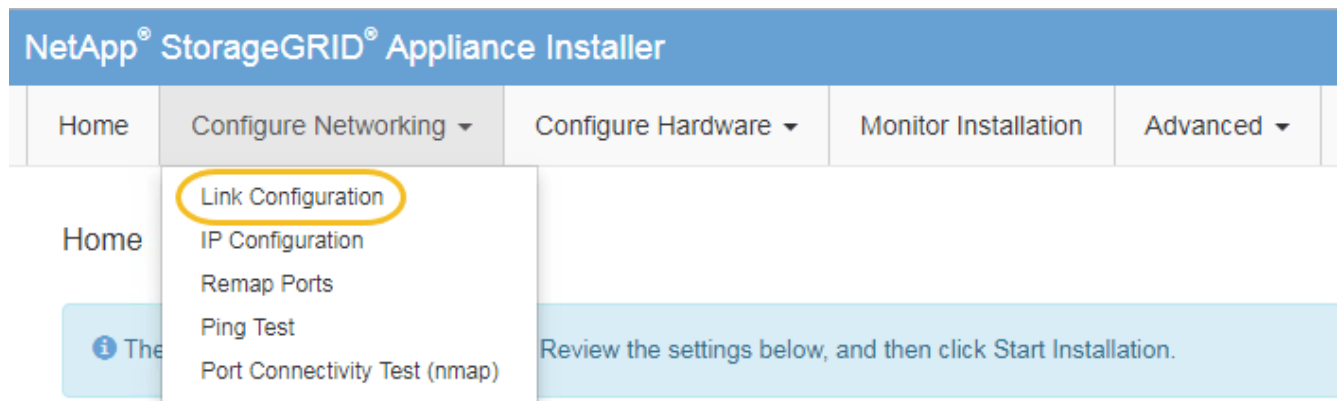 NetApp® StorageGRID® Appliance Installer
Home Configure Networking Configure Hardware Monitor Installation Advanced
Link Configuration
Home
IP Configuration
Remap Ports
Ping Test
The Review the settings below, and then click Start Installation.
Port Connectivity Test (nmap)